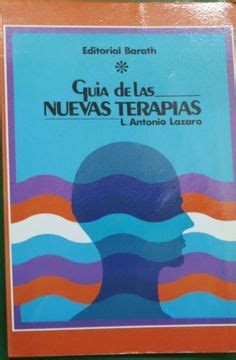 Editorial Barath
Guia de las
NUEVAS TERAPIAS
L. Antonio Lazaro